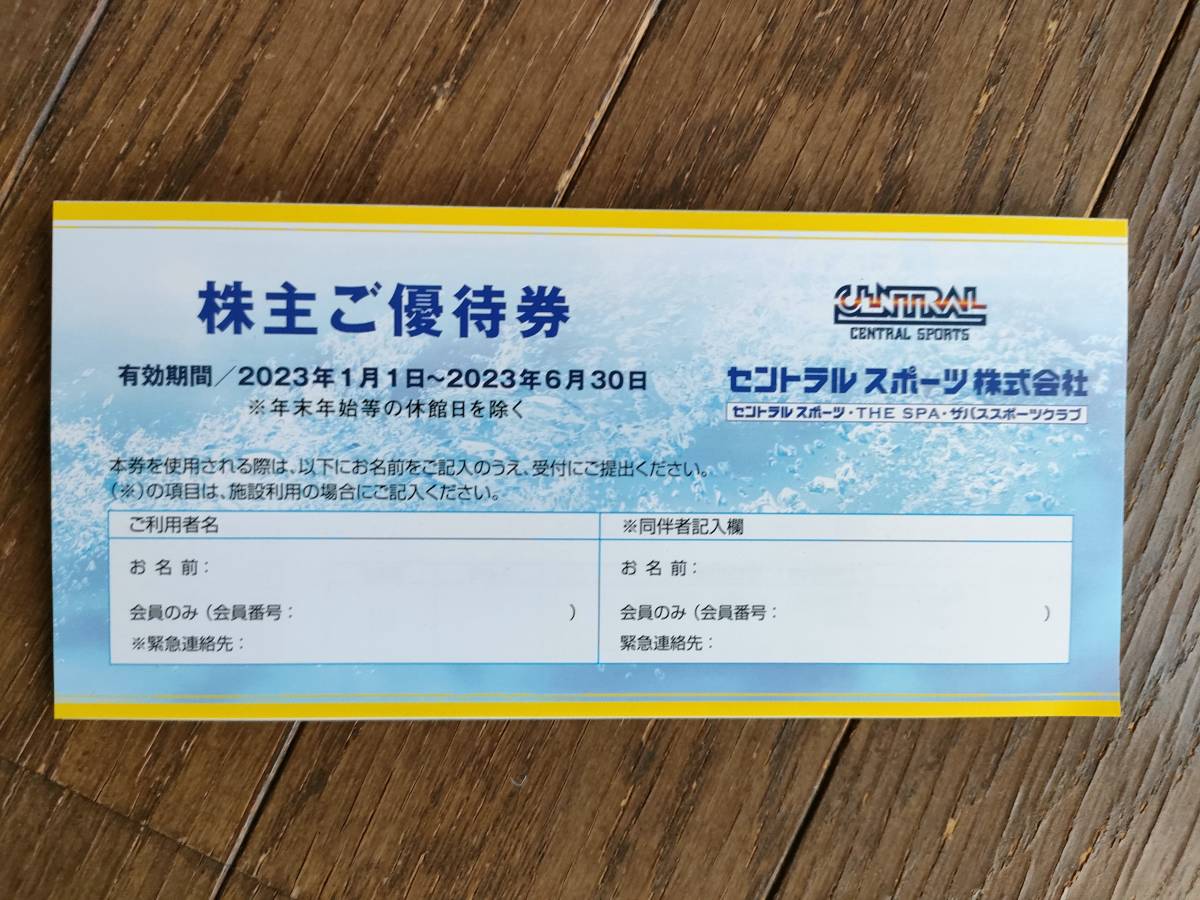 株主ご優待券
有効期間／2023年1月1日~2023年6月30日
※年末年始等の休館日を除く
CENTRAL
CENTRAL SPORTS
セントラルスポーツ株式会社
セントラルスポーツ・THE SPA・ザバススポーツクラブ
本券を使用される際は、以下にお名前をご記入のうえ、受付にご提出ください。
（※）の項目は、施設利用の場合にご記入ください。
ご利用者名
お名前：
会員のみ（会員番号： ）
※緊急連絡先：
※同伴者記入欄
お名前：
会員のみ（会員番号： ）
緊急連絡先：